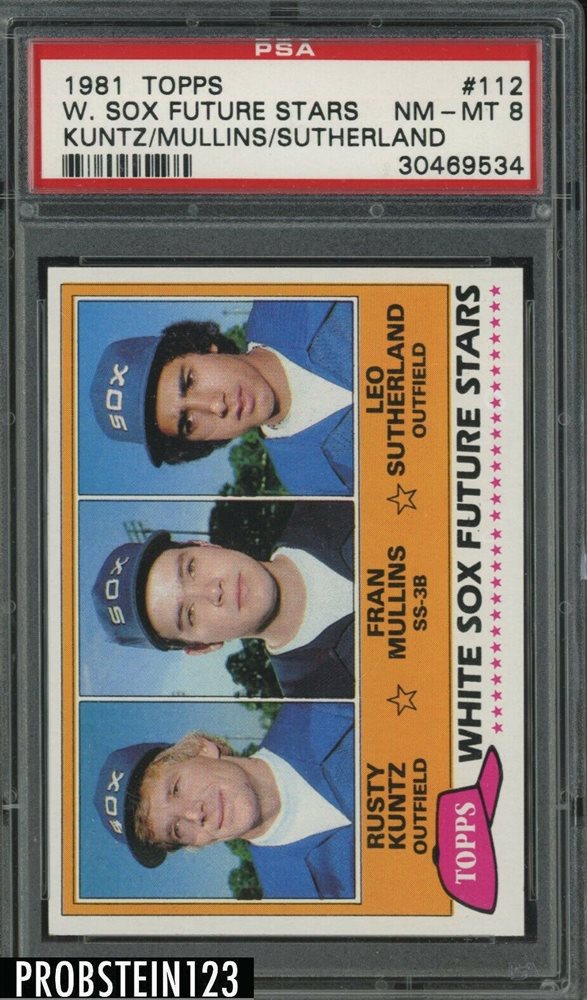 PSA
1981 TOPPS #112
W. SOX FUTURE STARS NM-MT 8
KUNTZ/MULLINS/SUTHERLAND
30469534
SOX
SOX
SOX
RUSTY
KUNTZ
OUTFIELD
FRAN
MULLINS
SS-3B
LEO
SUTHERLAND
OUTFIELD
TOPPS
WHITE SOX FUTURE STARS
PROBSTEIN123